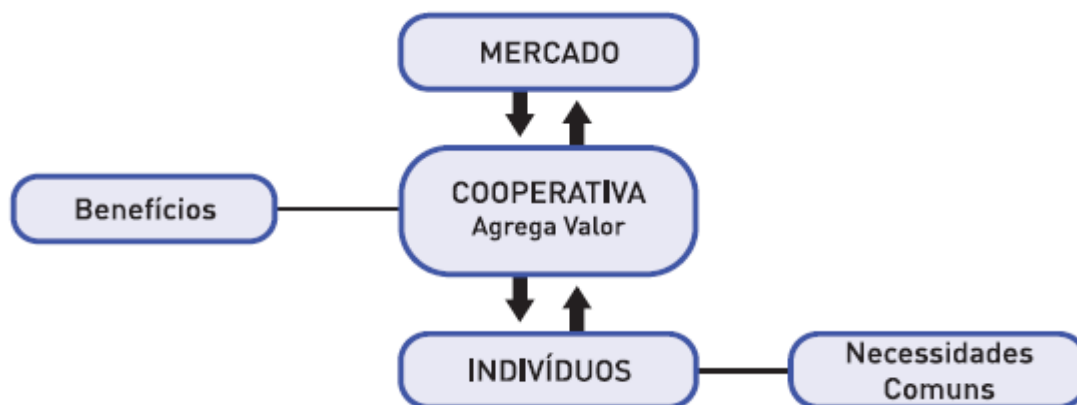 MERCADO
COOPERATIVA
Agrega Valor
Benefícios
INDIVÍDUOS
Necessidades
Comuns